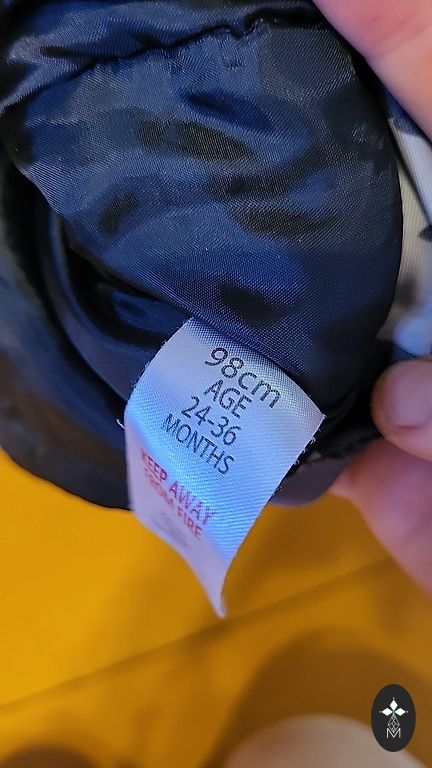 98cm
AGE
24-36
MONTHS
KEEP AWAY
FROM FIRE